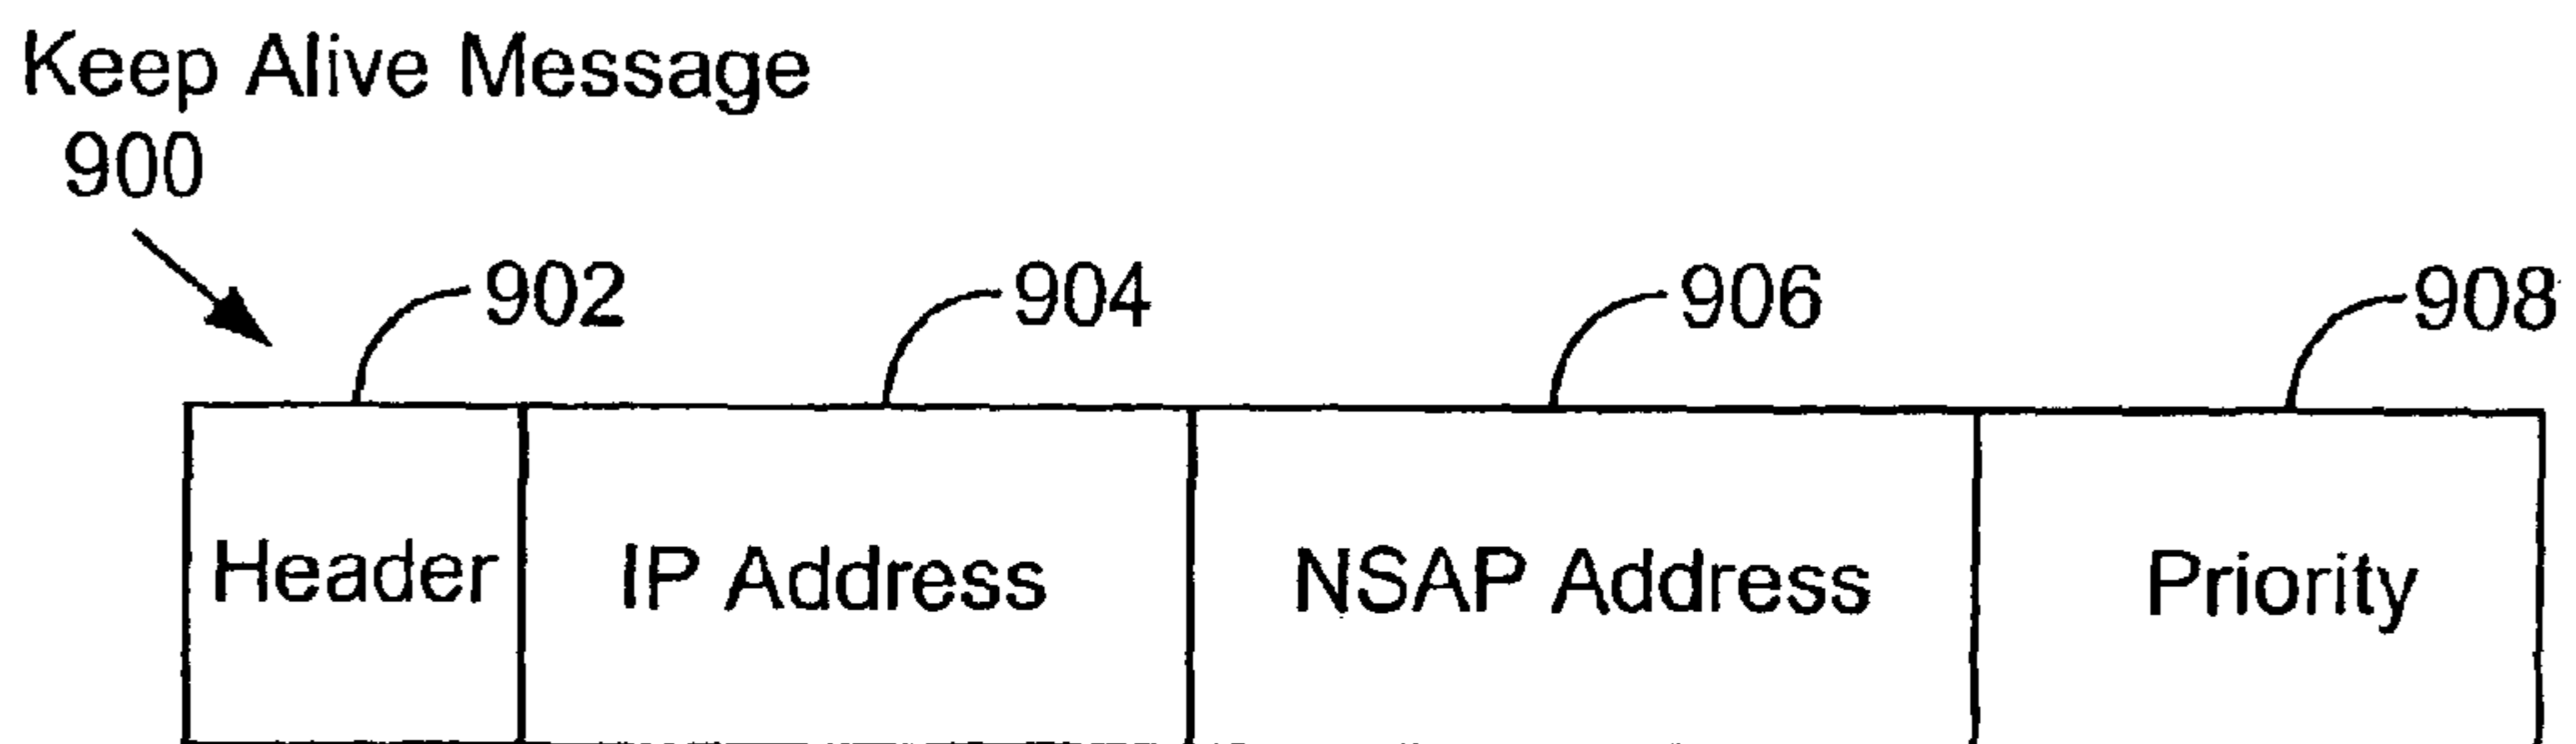 Keep Alive Message
900
902 904 906 908
Header IP Address NSAP Address Priority